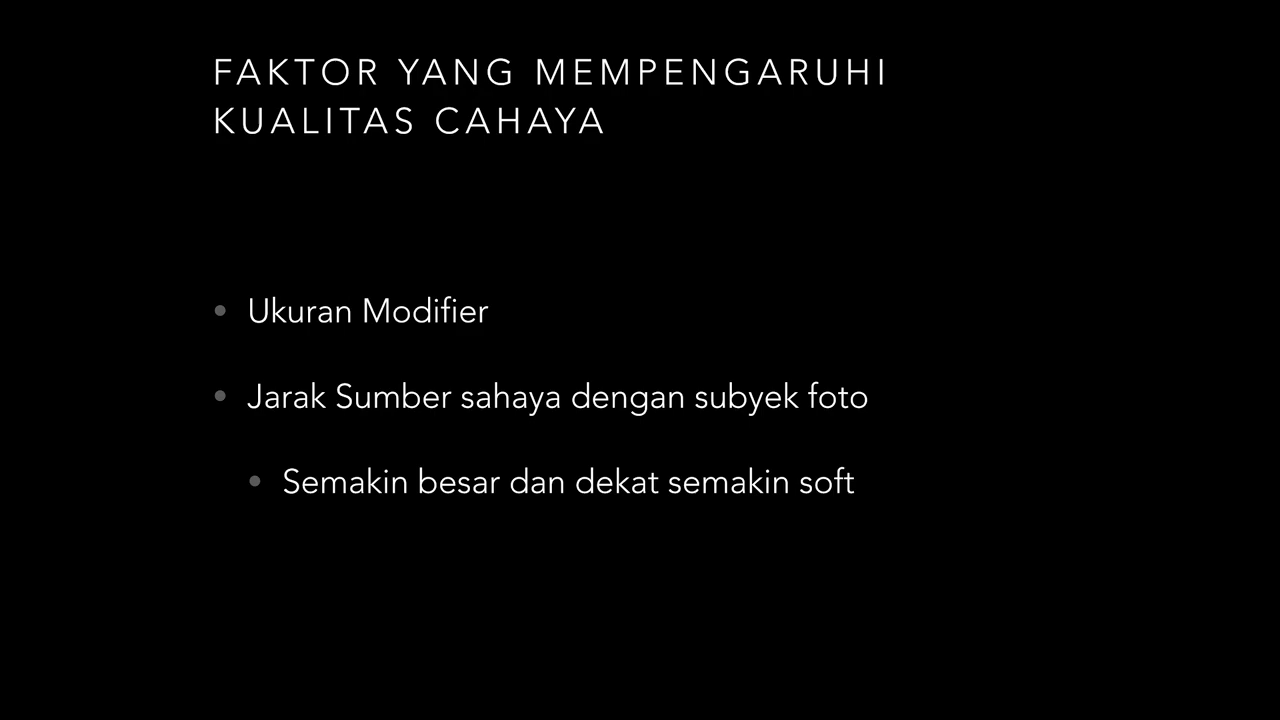 FAKTOR YANG MEMPENGARUHI
KUALITAS CAHAYA
• Ukuran Modifier
• Jarak Sumber sahaya dengan subyek foto
• Semakin besar dan dekat semakin soft